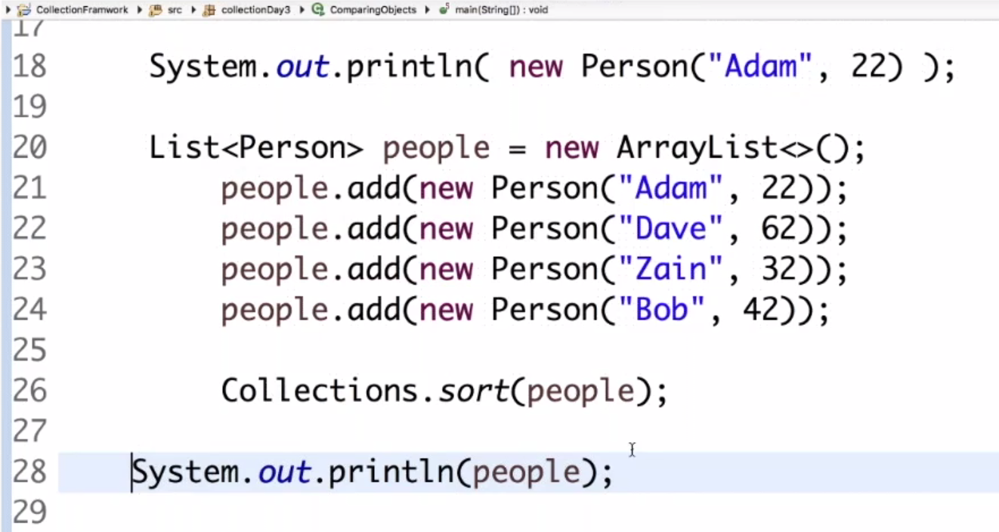 CollectionFramwork src collectionDay3 ComparingObjects main(String[]) : void
17
18 System.out.println( new Person("Adam", 22) );
19
20 List<Person> people = new ArrayList<>();
21 people.add(new Person("Adam", 22));
22 people.add(new Person("Dave", 62));
23 people.add(new Person("Zain", 32));
24 people.add(new Person("Bob", 42));
25
26 Collections.sort(people);
27
28 System.out.println(people);
29